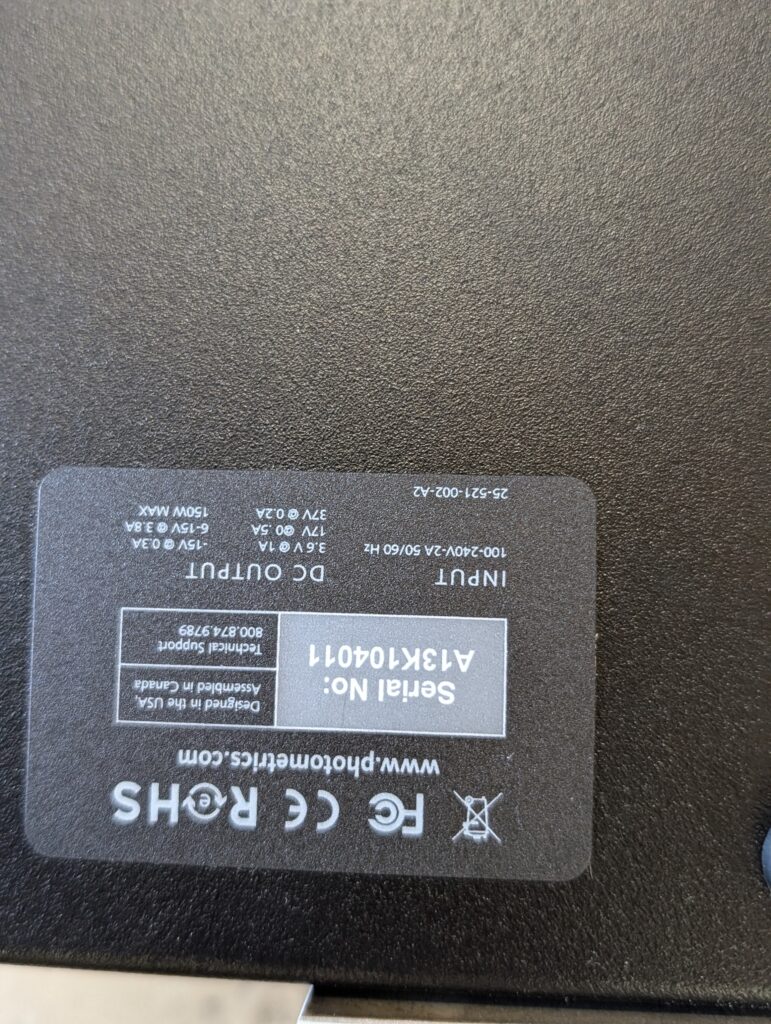 FC CE RoHS
www.photometrics.com
Serial No:
A13K104011
Designed in the USA,
Assembled in Canada
Technical Support
800.874.9789
INPUT
100-240V-2A 50/60 Hz
DC OUTPUT
3.6 V @ 1A -15V @ 0.3A
17V @0.5A 6-15V @ 3.8A
37V @ 0.2A 150W MAX
25-521-002-A2